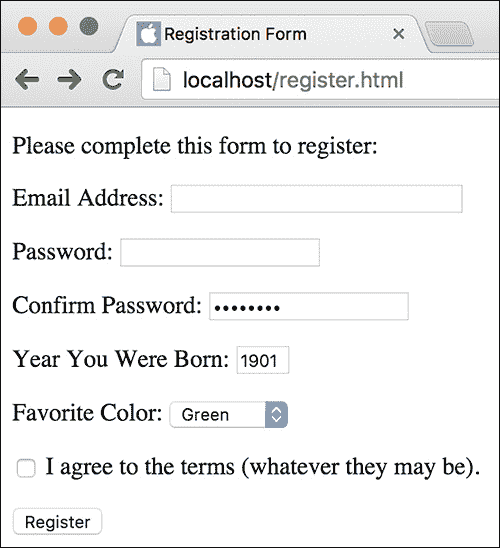 Registration Form
localhost/register.html
Please complete this form to register:
Email Address:
Password:
Confirm Password: ••••••••
Year You Were Born: 1901
Favorite Color: Green
I agree to the terms (whatever they may be).
Register